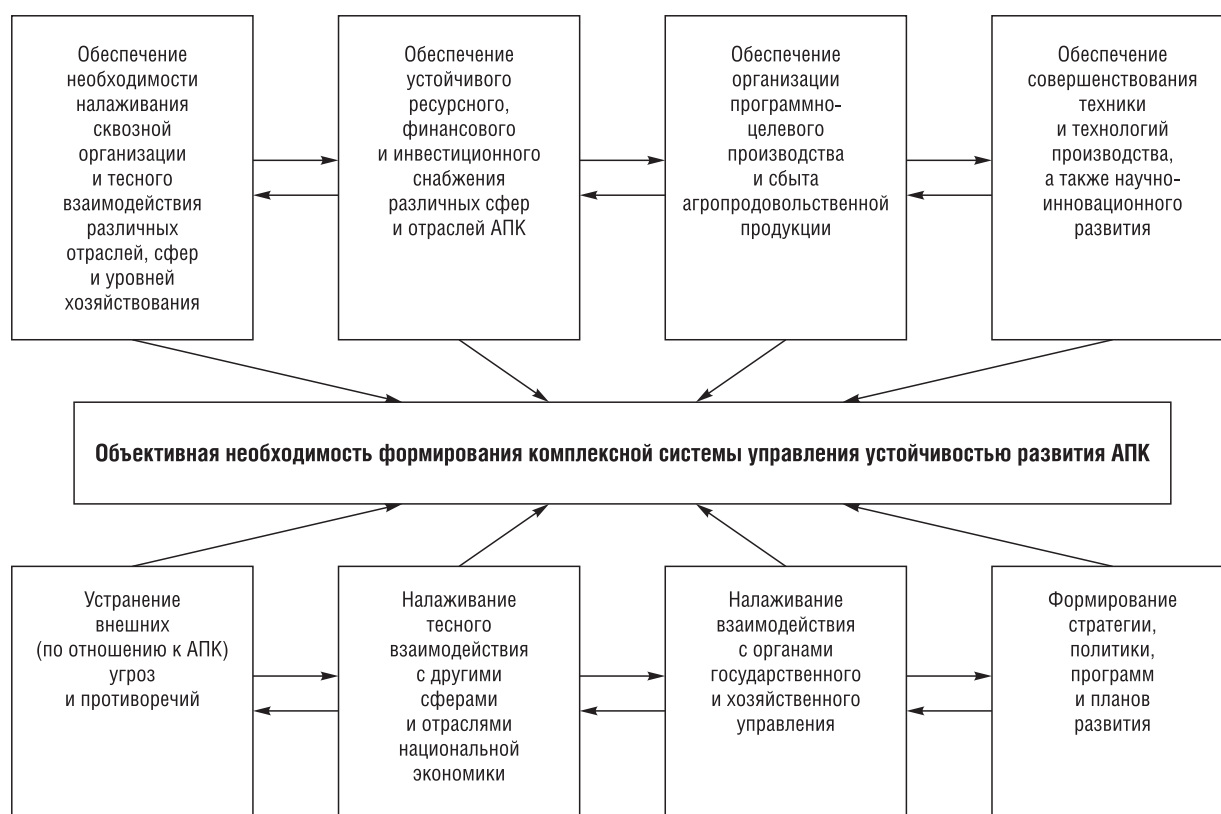 Обеспечение
необходимости
налаживания
сквозной
организации
и тесного
взаимодействия
различных
отраслей, сфер
и уровней
хозяйствования
Обеспечение
устойчивого
ресурсного,
финансового
и инвестиционного
снабжения
различных сфер
и отраслей АПК
Обеспечение
организации
программно-
целевого
производства
и сбыта
агропродовольственной
продукции
Обеспечение
совершенствования
техники
и технологий
производства,
а также научно-
инновационного
развития
Объективная необходимость формирования комплексной системы управления устойчивостью развития АПК
Устранение
внешних
(по отношению к АПК)
угроз
и противоречий
Налаживание
тесного
взаимодействия
с другими
сферами
и отраслями
национальной
экономики
Налаживание
взаимодействия
с органами
государственного
и хозяйственного
управления
Формирование
стратегии,
политики,
программ
и планов
развития